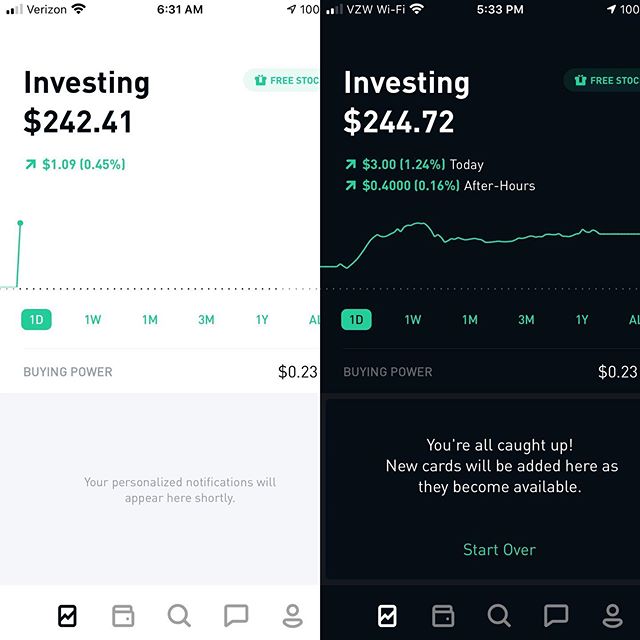 Verizon 6:31 AM 100
Investing
FREE STOC
$242.41
$1.09 (0.45%)
1D 1W 1M 3M 1Y AL
BUYING POWER $0.23
Your personalized notifications will
appear here shortly.
VZW Wi-Fi 5:33 PM 100
Investing
FREE STOC
$244.72
$3.00 (1.24%) Today
$0.4000 (0.16%) After-Hours
1D 1W 1M 3M 1Y AL
BUYING POWER $0.23
You're all caught up!
New cards will be added here as
they become available.
Start Over